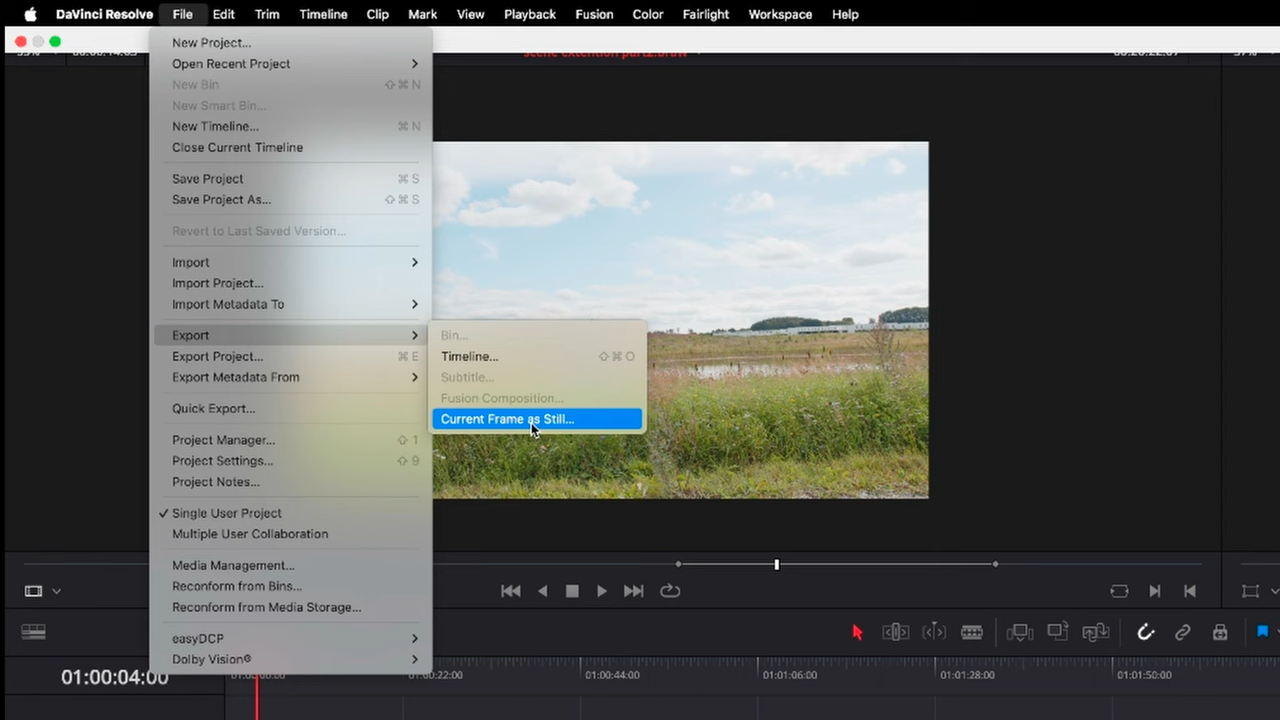 DaVinci Resolve File Edit Trim Timeline Clip Mark View Playback Fusion Color Fairlight Workspace Help
New Project...
Open Recent Project
New Bin ⇧⌘N
New Smart Bin...
New Timeline... ⌘N
Close Current Timeline
Save Project ⌘S
Save Project As... ⇧⌘S
Revert to Last Saved Version...
Import
Import Project...
Import Metadata To
Export
Export Project... ⌘E
Export Metadata From
Quick Export...
Project Manager... ⇧1
Project Settings... ⇧9
Project Notes...
Single User Project
Multiple User Collaboration
Media Management...
Reconform from Bins...
Reconform from Media Storage...
easyDCP
Dolby Vision®
Bin...
Timeline... ⇧⌘O
Subtitle...
Fusion Composition...
Current Frame as Still...
01:00:04:00
01:00:22:00 01:00:44:00 01:01:06:00 01:01:28:00 01:01:50:00